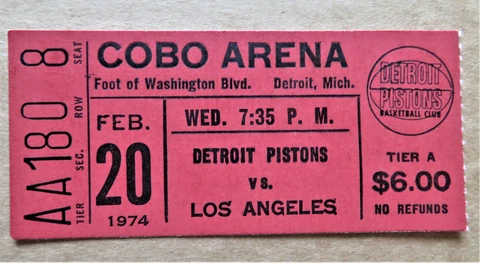 AA180 8
TIER SEC. ROW SEAT
COBO ARENA
Foot of Washington Blvd. Detroit, Mich.
FEB.
20
1974
WED. 7:35 P. M.
DETROIT PISTONS
VS.
LOS ANGELES
DETROIT
PISTONS
BASKETBALL CLUB
TIER A
$6.00
NO REFUNDS